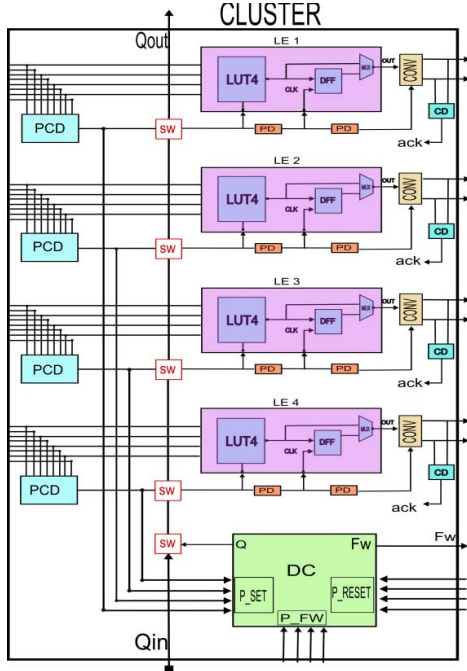 CLUSTER
Qout
LE 1
LUT4
DFF
MUX
OUT
CONV
CLK
PCD
SW
PD
PD
CD
ack
LE 2
LUT4
DFF
MUX
OUT
CONV
CLK
PCD
SW
PD
PD
CD
ack
LE 3
LUT4
DFF
MUX
OUT
CONV
CLK
PCD
SW
PD
PD
CD
ack
LE 4
LUT4
DFF
MUX
OUT
CONV
CLK
PCD
SW
PD
PD
CD
ack
SW
Q
Fw
Fw
DC
P_SET
P_RESET
P_FW
Qin